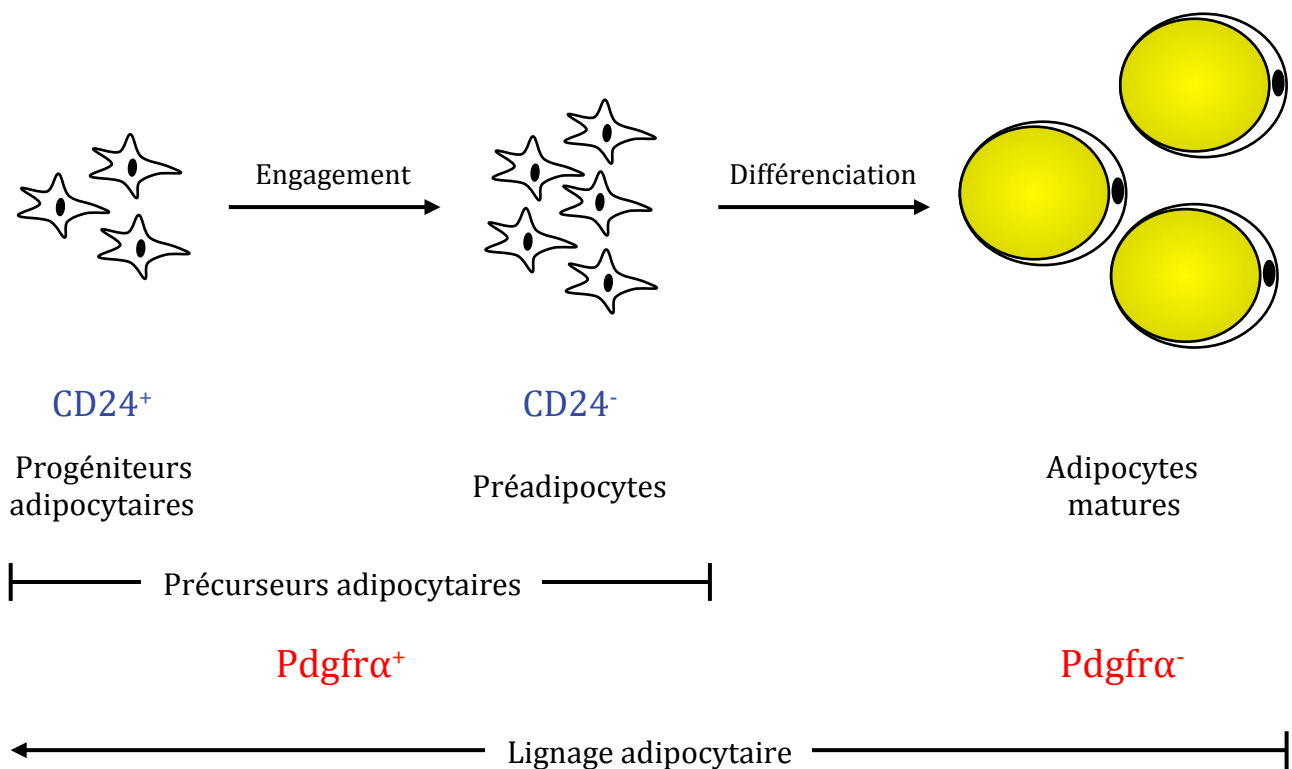 Engagement
Différenciation
CD24⁺
CD24⁻
Progéniteurs
adipocytaires
Préadipocytes
Adipocytes
matures
Précurseurs adipocytaires
Pdgfrα⁺
Pdgfrα⁻
Lignage adipocytaire